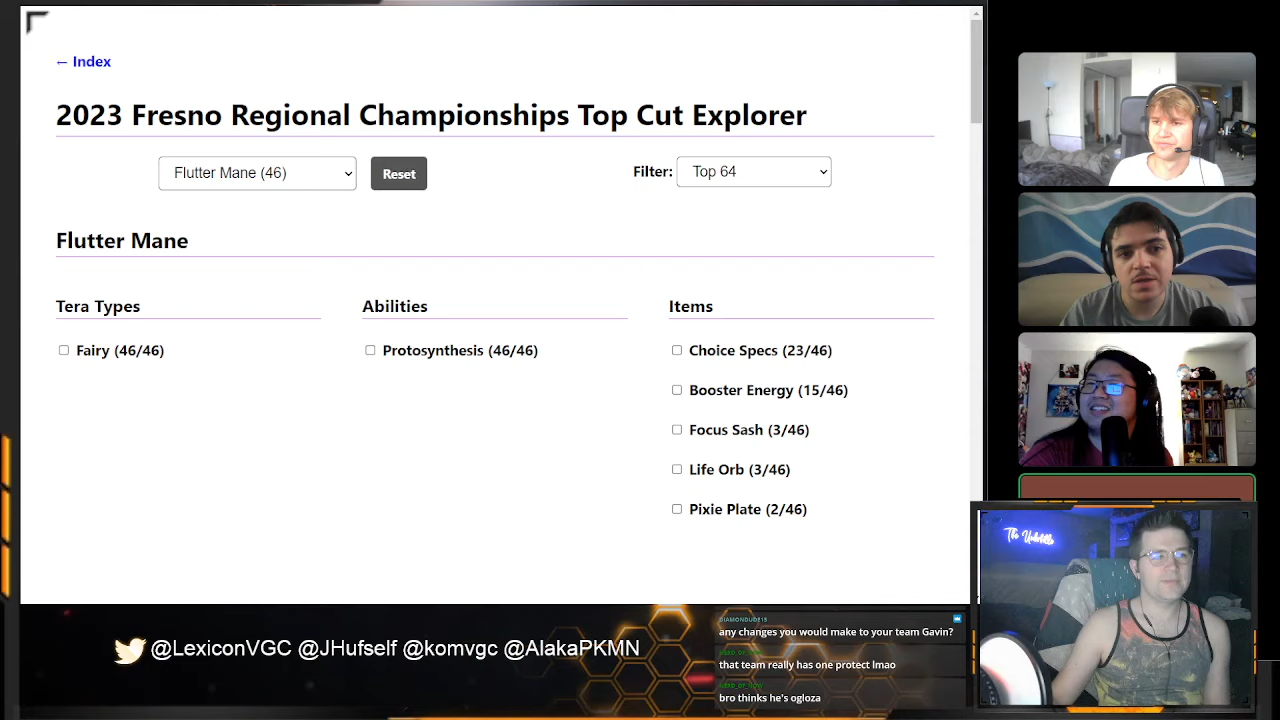 ← Index
2023 Fresno Regional Championships Top Cut Explorer
Flutter Mane (46)
Reset
Filter:
Top 64
Flutter Mane
Tera Types
Abilities
Items
Fairy (46/46)
Protosynthesis (46/46)
Choice Specs (23/46)
Booster Energy (15/46)
Focus Sash (3/46)
Life Orb (3/46)
Pixie Plate (2/46)
@LexiconVGC @JHufself @komvgc @AlakaPKMN
DIAMONDUDE15
any changes you would make to your team Gavin?
that team really has one protect lmao
bro thinks he's ogloza